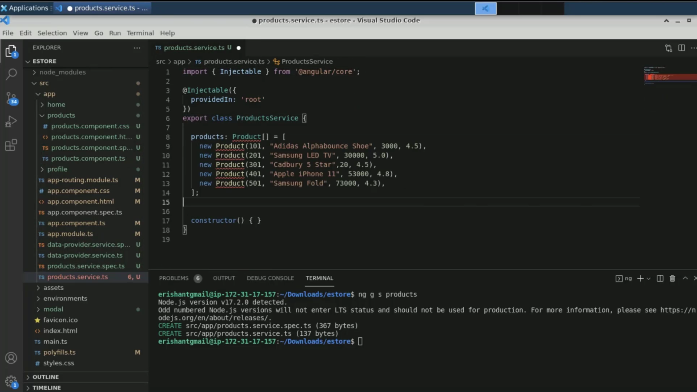 Applications
products.service.ts - ...
products.service.ts - estore - Visual Studio Code
File Edit Selection View Go Run Terminal Help
EXPLORER
products.service.ts U
ESTORE
src > app > products.service.ts > ProductsService
node_modules
src
app
home
products
products.component.css U
products.component.ht... U
products.component.sp... U
products.component.ts U
profile
app-routing.module.ts M
app.component.css M
app.component.html M
app.component.spec.ts
app.component.ts M
app.module.ts M
data-provider.service.sp... U
data-provider.service.ts U
products.service.spec.ts U
products.service.ts 6, U
assets
environments
modal
favicon.ico
index.html
main.ts
polyfills.ts M
styles.css
OUTLINE
TIMELINE
1 import { Injectable } from '@angular/core';
2
3 @Injectable({
4 providedIn: 'root'
5 })
6 export class ProductsService {
7
8 products: Product[] = [
9 new Product(101, "Adidas Alphabounce Shoe", 3000, 4.5),
10 new Product(201, "Samsung LED TV", 30000, 5.0),
11 new Product(301, "Cadbury 5 Star",20, 4.5),
12 new Product(401, "Apple iPhone 11", 53000, 4.8),
13 new Product(501, "Samsung Fold", 73000, 4.3),
14 ];
15
16
17 constructor() { }
18 }
19
PROBLEMS 6 OUTPUT DEBUG CONSOLE TERMINAL ng
erishantgmail@ip-172-31-17-157:~/Downloads/estore$ ng g s products
Node.js version v17.2.0 detected.
Odd numbered Node.js versions will not enter LTS status and should not be used for production. For more information, please see https://n
odejs.org/en/about/releases/.
CREATE src/app/products.service.spec.ts (367 bytes)
CREATE src/app/products.service.ts (137 bytes)
erishantgmail@ip-172-31-17-157:~/Downloads/estore$